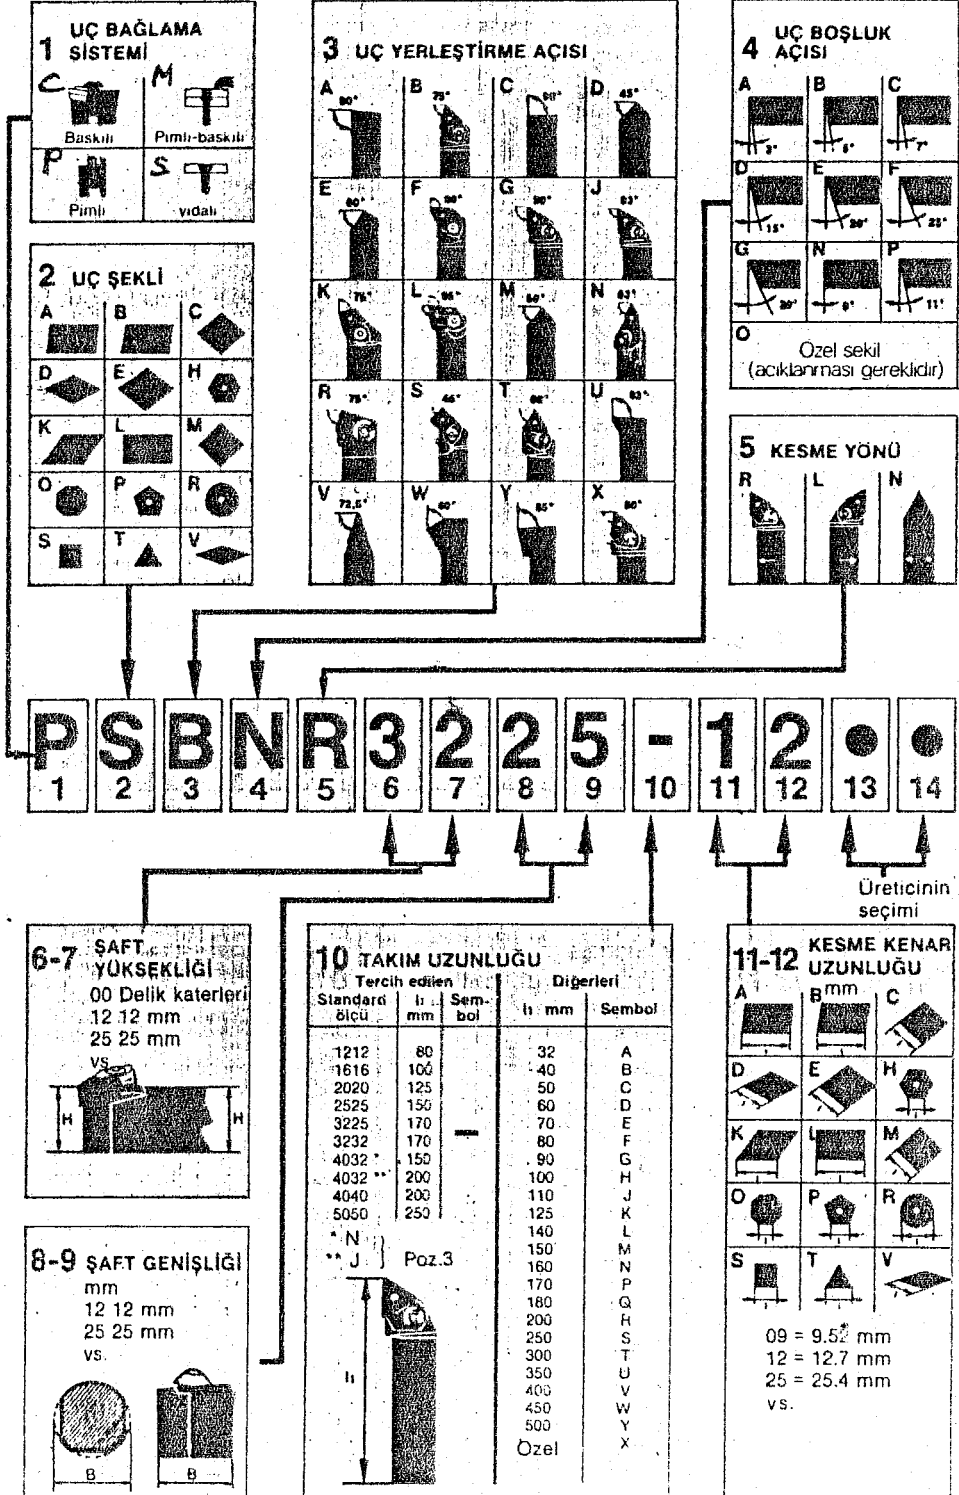 1 UÇ BAĞLAMA
SİSTEMİ
C M
Baskılı Pımlı-baskılı
P S
Pimli vidalı
2 UÇ ŞEKLİ
A B C
D E H
K L M
O P R
S T V
3 UÇ YERLEŞTİRME AÇISI
A B C D
90° 75° 90° 45°
E F G J
60° 90° 90° 93°
K L M N
75° 95° 50° 63°
R S T U
75° 45° 60° 93°
V W Y X
72,5° 60° 85°
4 UÇ BOŞLUK
AÇISI
A B C
3° 5° 7°
D E F
15° 20° 25°
G N P
30° 0° 11°
O
Özel sekil
(acıklanması gereklidir)
5 KESME YÖNÜ
R L N
P S B N R 3 2 2 5 - 1 2 ● ●
1 2 3 4 5 6 7 8 9 10 11 12 13 14
Üreticinin
seçimi
6-7 ŞAFT
YÜKSEKLİĞİ
00 Delik katerleri
12 12 mm
25 25 mm
vs
H H
8-9 ŞAFT GENİŞLİĞİ
mm
12 12 mm
25 25 mm
vs.
B B
10 TAKIM UZUNLUĞU
Tercih edilen Diğerleri
Standard ölçü l₁ mm Sem-bol l₁ mm Sembol
1212 80 32 A
1616 100 40 B
2020 125 50 C
2525 150 60 D
3225 170 70 E
3232 170 — 80 F
4032 * 150 90 G
4032 ** 200 100 H
4040 200 110 J
5050 250 125 K
140 L
* N 150 M
** J } Poz.3 160 N
170 P
180 Q
200 R
250 S
300 T
350 U
400 V
450 W
500 Y
Özel X
l₁
11-12 KESME KENAR
UZUNLUĞU
mm
A B C
D E H
K L M
O P R
S T V
09 = 9.52 mm
12 = 12.7 mm
25 = 25.4 mm
vs.